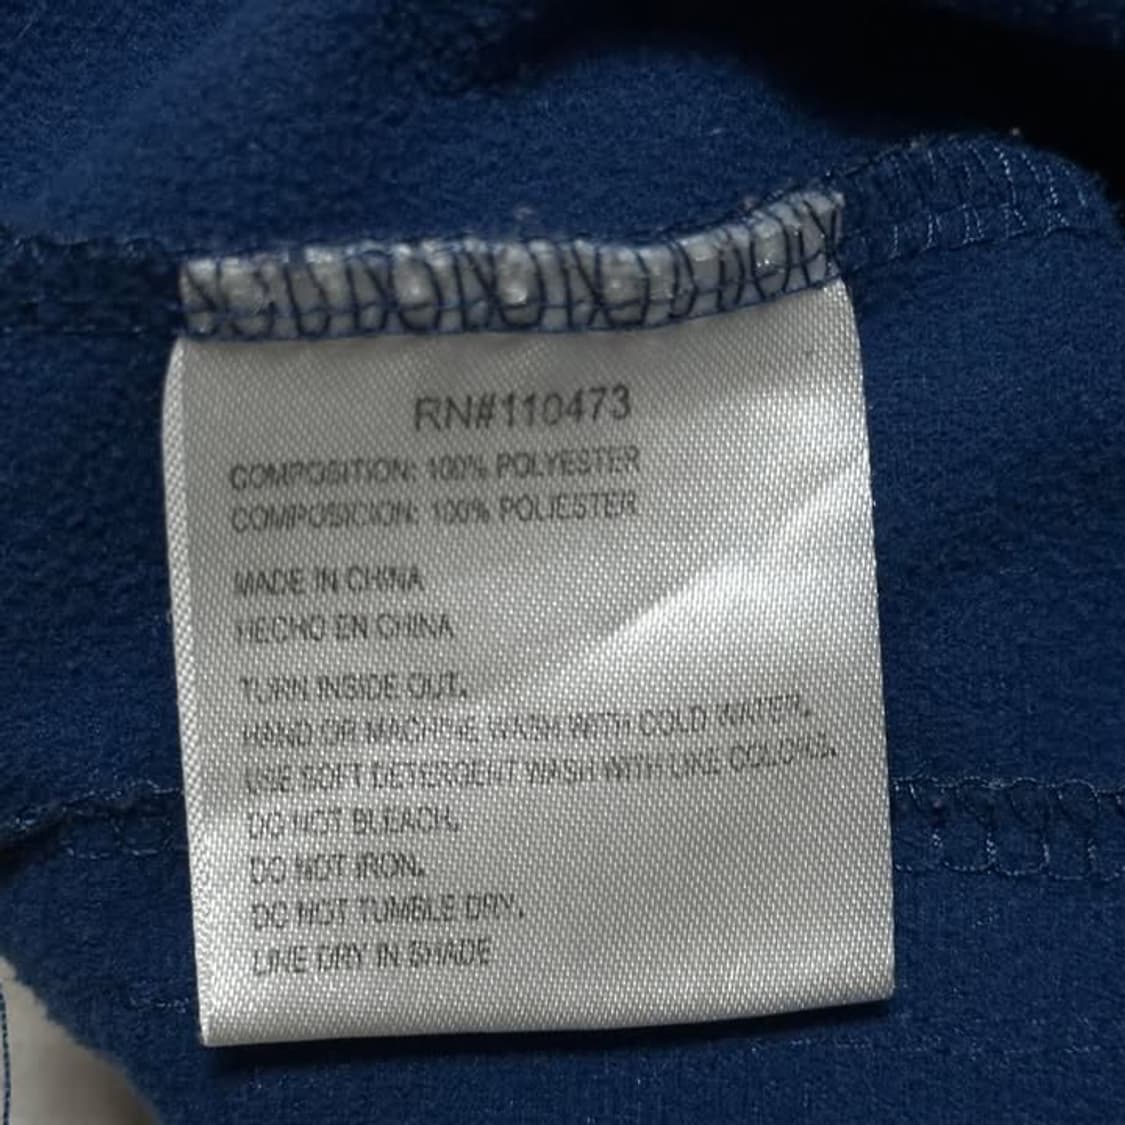 RN#110473
COMPOSITION: 100% POLYESTER
COMPOSICION: 100% POLIESTER
MADE IN CHINA
HECHO EN CHINA
TURN INSIDE OUT.
HAND OR MACHINE WASH WITH COLD WATER.
USE SOFT DETERGENT WASH WITH LIKE COLORS.
DO NOT BLEACH.
DO NOT IRON.
DO NOT TUMBLE DRY.
LINE DRY IN SHADE